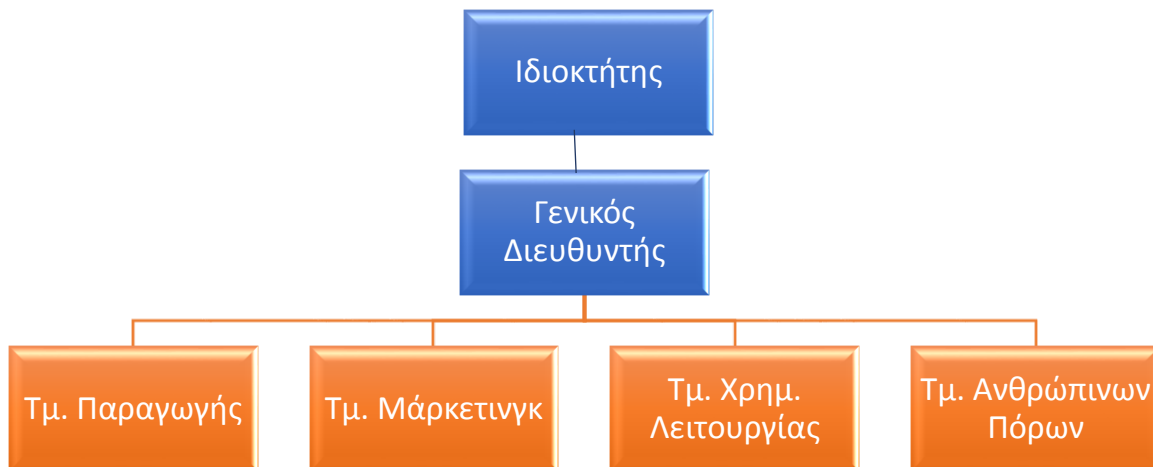 Ιδιοκτήτης
Γενικός
Διευθυντής
Τμ. Παραγωγής
Τμ. Μάρκετινγκ
Τμ. Χρημ.
Λειτουργίας
Τμ. Ανθρώπινων
Πόρων